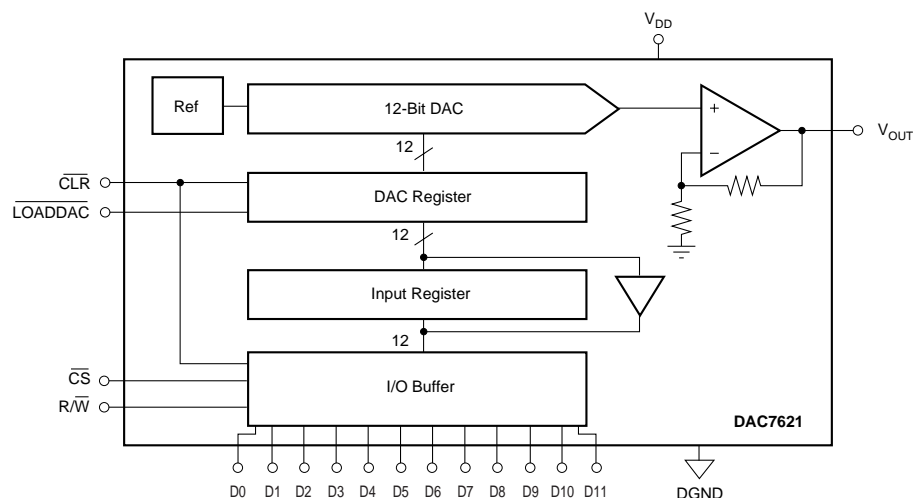 VDD
Ref
12-Bit DAC
+
−
VOUT
12
CLR
DAC Register
LOADDAC
12
Input Register
12
CS
I/O Buffer
R/W
DAC7621
D0 D1 D2 D3 D4 D5 D6 D7 D8 D9 D10 D11
DGND